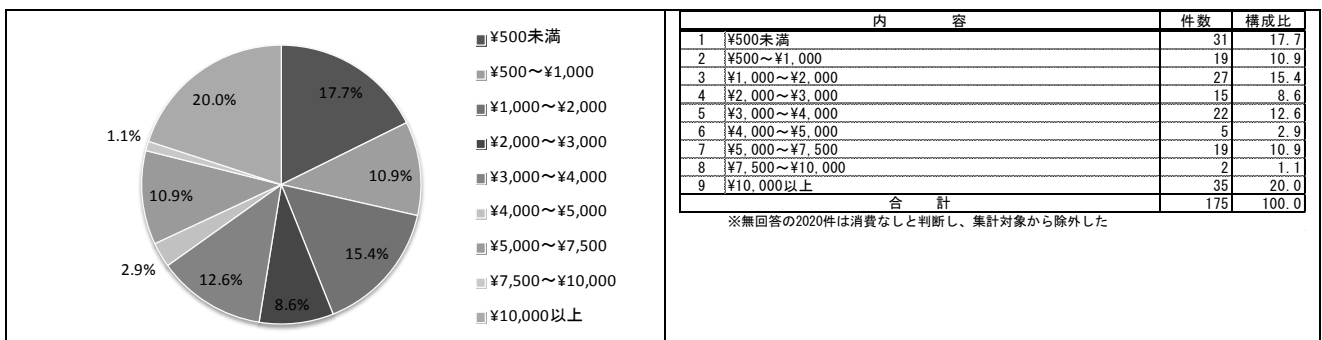 17.7%
10.9%
15.4%
8.6%
12.6%
2.9%
10.9%
1.1%
20.0%
¥500未満
¥500～¥1,000
¥1,000～¥2,000
¥2,000～¥3,000
¥3,000～¥4,000
¥4,000～¥5,000
¥5,000～¥7,500
¥7,500～¥10,000
¥10,000以上
内 容 件数 構成比
1 ¥500未満 31 17.7
2 ¥500～¥1,000 19 10.9
3 ¥1,000～¥2,000 27 15.4
4 ¥2,000～¥3,000 15 8.6
5 ¥3,000～¥4,000 22 12.6
6 ¥4,000～¥5,000 5 2.9
7 ¥5,000～¥7,500 19 10.9
8 ¥7,500～¥10,000 2 1.1
9 ¥10,000以上 35 20.0
合 計 175 100.0
※無回答の2020件は消費なしと判断し、集計対象から除外した